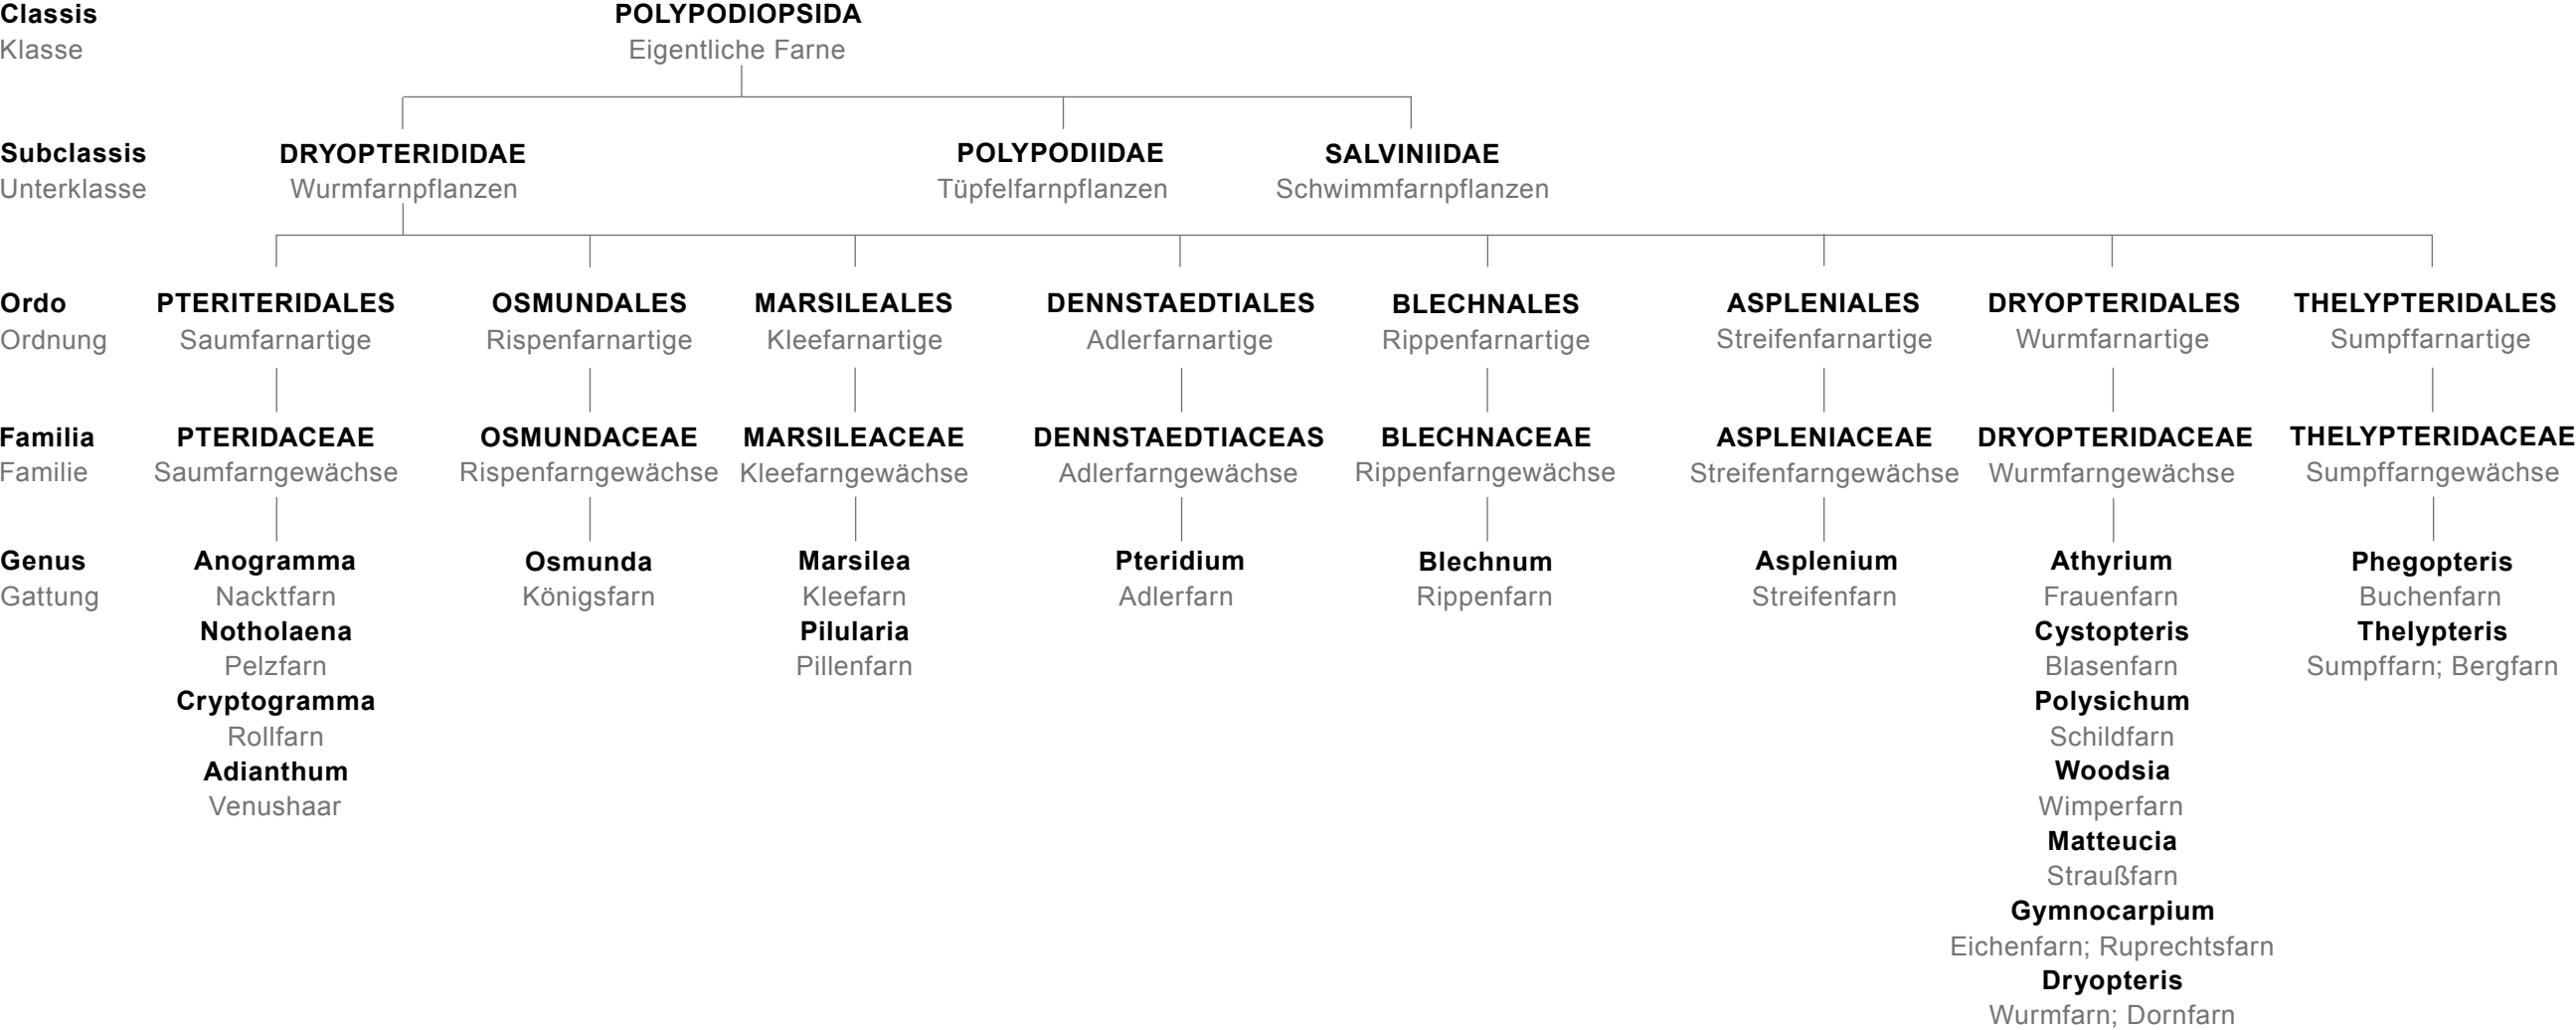 Classis POLYPODIOPSIDA
Klasse Eigentliche Farne
Subclassis DRYOPTERIDIDAE POLYPODIIDAE SALVINIIDAE
Unterklasse Wurmfarnpflanzen Tüpfelfarnpflanzen Schwimmfarnpflanzen
Ordo PTERITERIDALES OSMUNDALES MARSILEALES DENNSTAEDTIALES BLECHNALES ASPLENIALES DRYOPTERIDALES THELYPTERIDALES
Ordnung Saumfarnartige Rispenfarnartige Kleefarnartige Adlerfarnartige Rippenfarnartige Streifenfarnartige Wurmfarnartige Sumpffarnartige
Familia PTERIDACEAE OSMUNDACEAE MARSILEACEAE DENNSTAEDTIACEAS BLECHNACEAE ASPLENIACEAE DRYOPTERIDACEAE THELYPTERIDACEAE
Familie Saumfarngewächse Rispenfarngewächse Kleefarngewächse Adlerfarngewächse Rippenfarngewächse Streifenfarngewächse Wurmfarngewächse Sumpffarngewächse
Genus Anogramma Osmunda Marsilea Pteridium Blechnum Asplenium Athyrium Phegopteris
Gattung Nacktfarn Königsfarn Kleefarn Adlerfarn Rippenfarn Streifenfarn Frauenfarn Buchenfarn
Notholaena Pilularia Cystopteris Thelypteris
Pelzfarn Pillenfarn Blasenfarn Sumpffarn; Bergfarn
Cryptogramma Polysichum
Rollfarn Schildfarn
Adianthum Woodsia
Venushaar Wimperfarn
Matteucia
Straußfarn
Gymnocarpium
Eichenfarn; Ruprechtsfarn
Dryopteris
Wurmfarn; Dornfarn